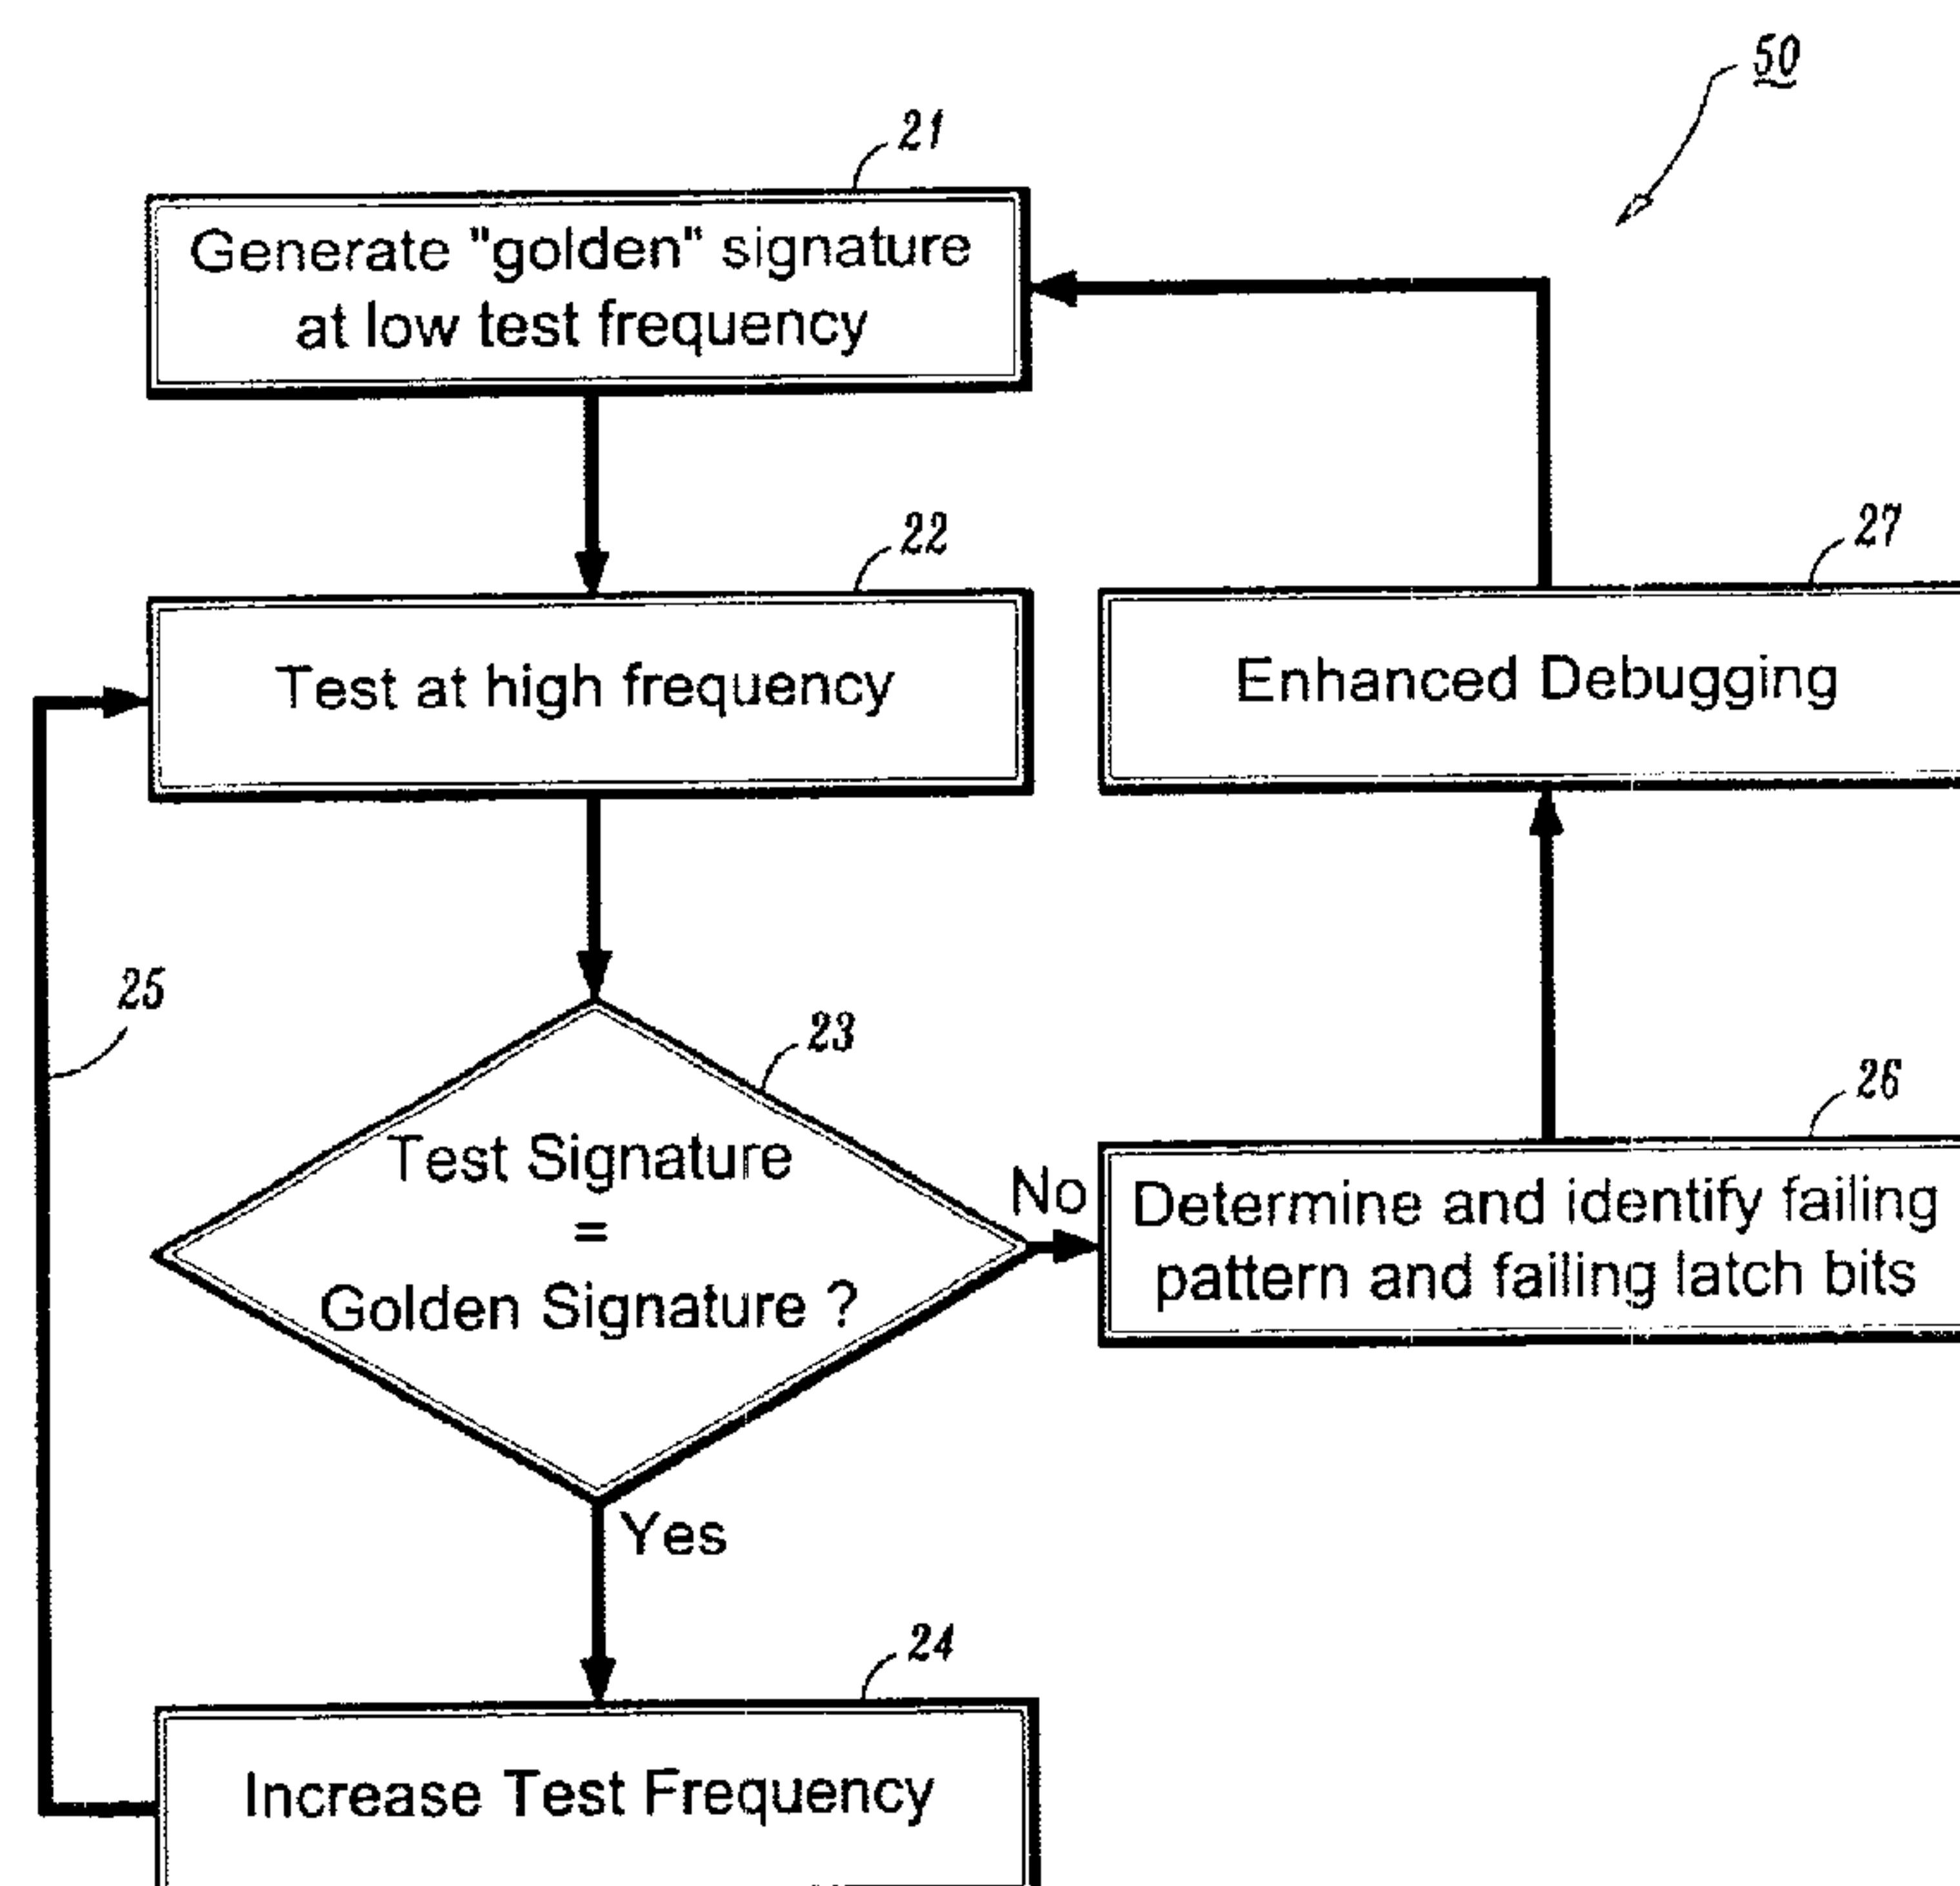 50
21
Generate "golden" signature
at low test frequency
22
Test at high frequency
27
Enhanced Debugging
25
23
Test Signature
=
Golden Signature ?
No
26
Determine and identify failing
pattern and failing latch bits
Yes
24
Increase Test Frequency